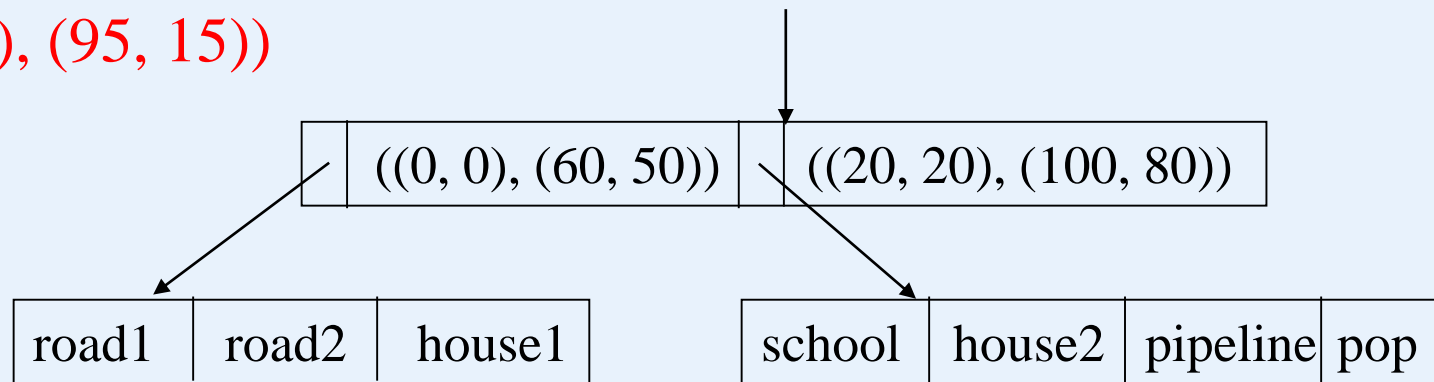 ), (95, 15))
((0, 0), (60, 50)) ((20, 20), (100, 80))
road1 road2 house1 school house2 pipeline pop